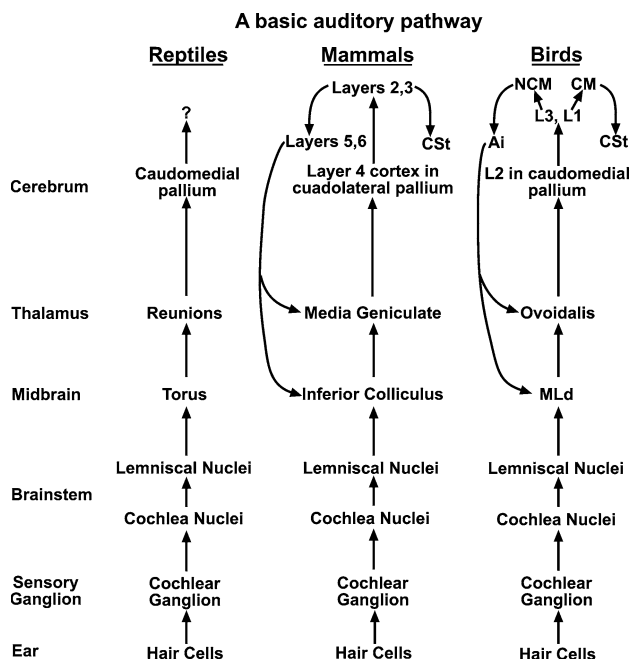 A basic auditory pathway
Reptiles Mammals Birds
Layers 2,3 NCM CM
? L3, L1
Layers 5,6 CSt Ai CSt
Cerebrum Caudomedial pallium Layer 4 cortex in cuadolateral pallium L2 in caudomedial pallium
Thalamus Reunions Media Geniculate Ovoidalis
Midbrain Torus Inferior Colliculus MLd
Lemniscal Nuclei Lemniscal Nuclei Lemniscal Nuclei
Brainstem
Cochlea Nuclei Cochlea Nuclei Cochlea Nuclei
Sensory Cochlear Cochlear Cochlear
Ganglion Ganglion Ganglion Ganglion
Ear Hair Cells Hair Cells Hair Cells